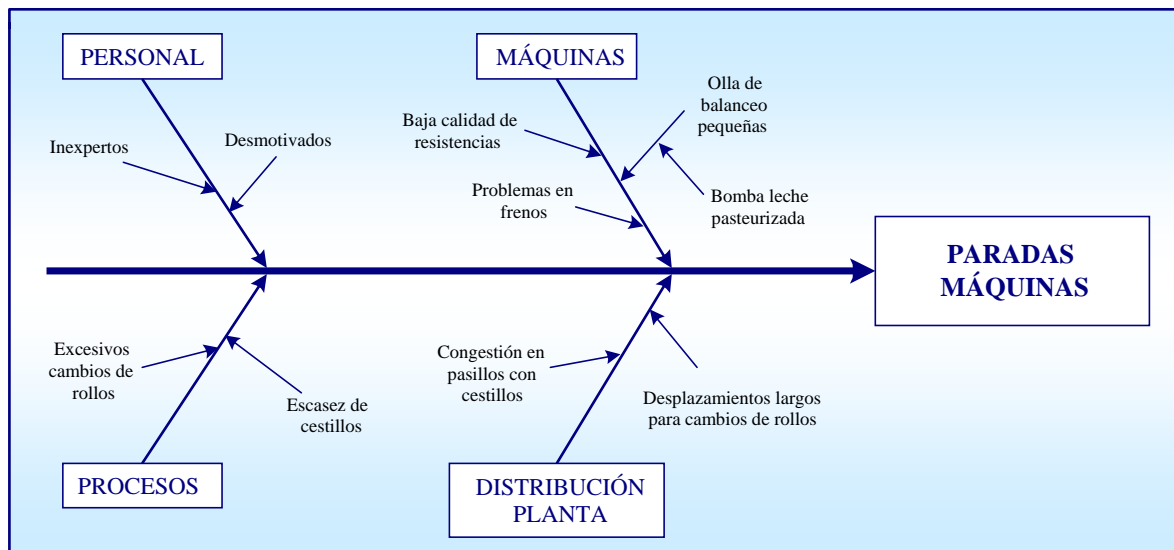 PERSONAL
MÁQUINAS
Inexpertos
Desmotivados
Baja calidad de
resistencias
Olla de
balanceo
pequeñas
Problemas en
frenos
Bomba leche
pasteurizada
PARADAS
MÁQUINAS
Excesivos
cambios de
rollos
Escasez de
cestillos
Congestión en
pasillos con
cestillos
Desplazamientos largos
para cambios de rollos
PROCESOS
DISTRIBUCIÓN
PLANTA